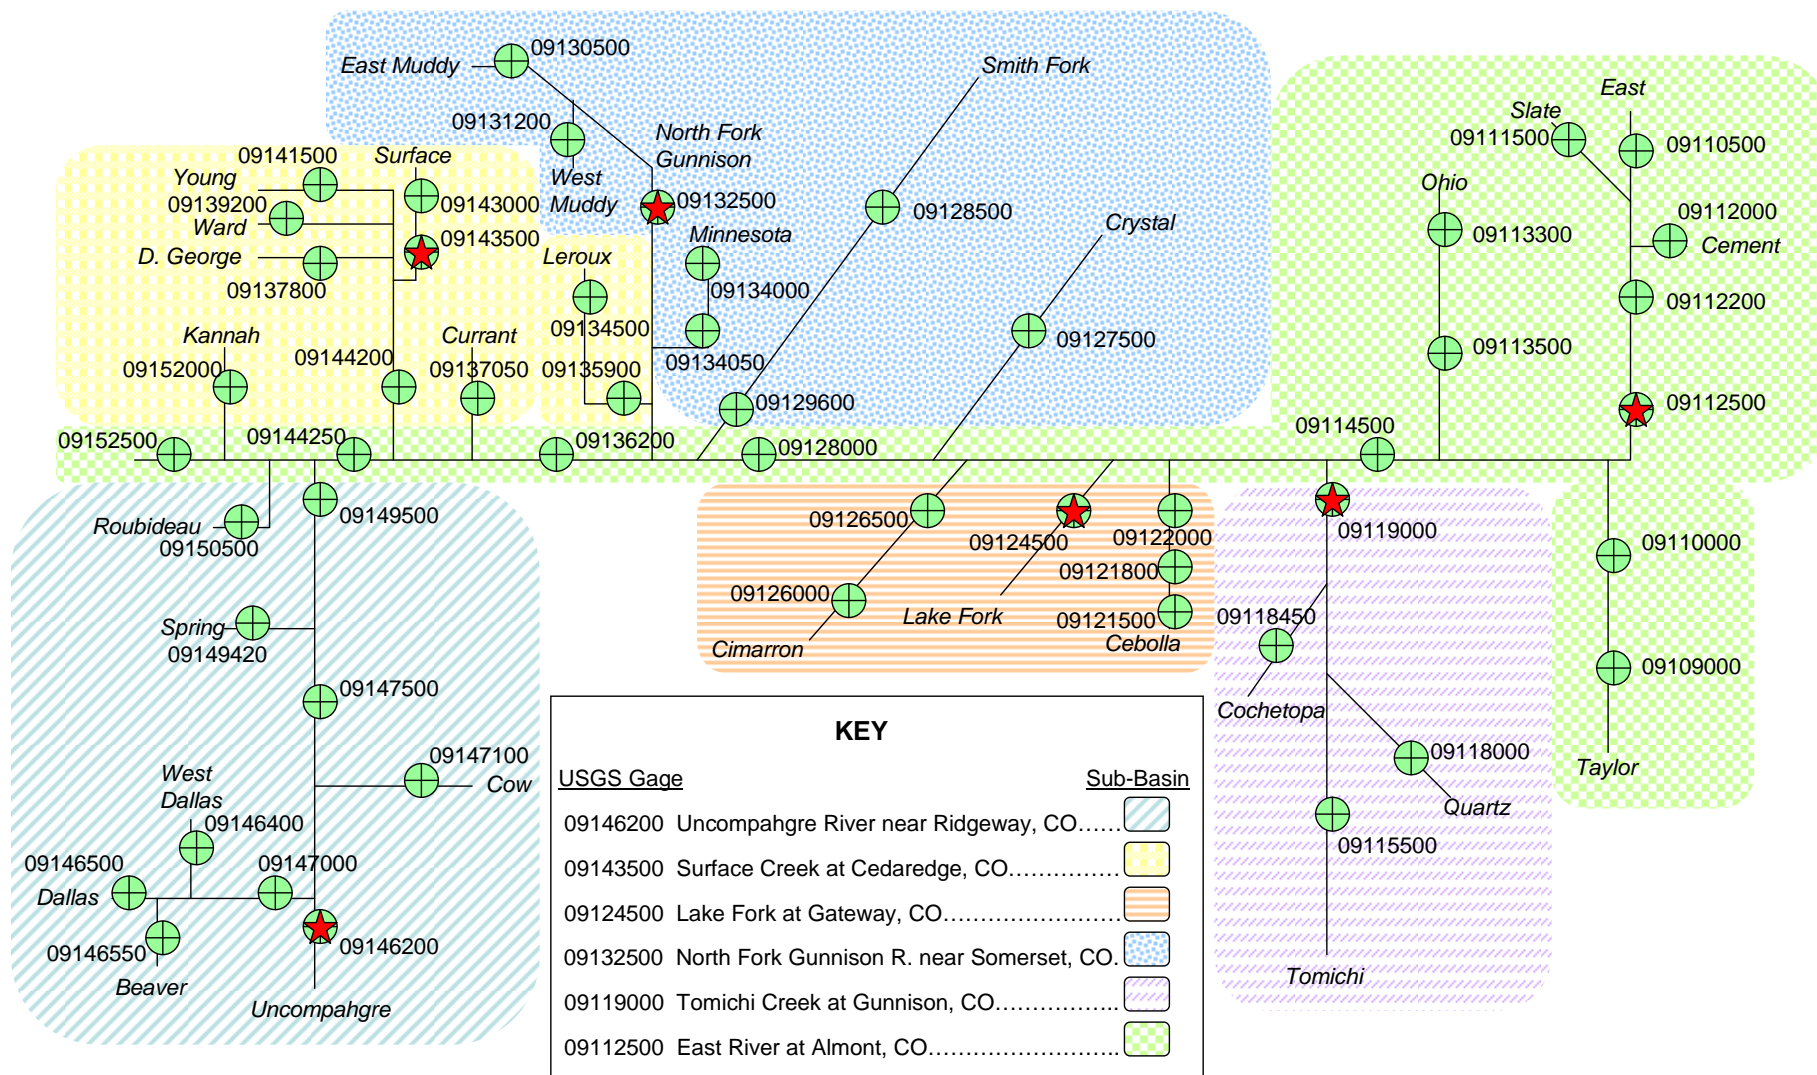 09130500
East Muddy
Smith Fork
East
Slate
09131200
09111500
09110500
North Fork
Gunnison
09141500
Surface
Young
West
Muddy
Ohio
09139200
09143000
09132500
09128500
09112000
Ward
Crystal
09143500
Minnesota
09113300
Cement
D. George
Leroux
09137800
09134000
09112200
09134500
Kannah
Currant
09127500
09144200
09134050
09113500
09152000
09137050
09135900
09129600
09112500
09152500
09144250
09136200
09128000
09114500
09149500
09126500
Roubideau
09150500
09124500
09122000
09119000
09110000
09121800
09126000
Lake Fork
09121500
09118450
Spring
09149420
Cimarron
Cebolla
09109000
09147500
Cochetopa
KEY
09147100
09118000
West
Dallas
Cow
USGS Gage Sub-Basin
Taylor
Quartz
09146400
09146200 Uncompahgre River near Ridgeway, CO……
09115500
09146500
09147000
09143500 Surface Creek at Cedaredge, CO……………
Dallas
09124500 Lake Fork at Gateway, CO……………………
09146550
09146200
09132500 North Fork Gunnison R. near Somerset, CO.
Beaver
Tomichi
Uncompahgre
09119000 Tomichi Creek at Gunnison, CO……………..
09112500 East River at Almont, CO……………………..